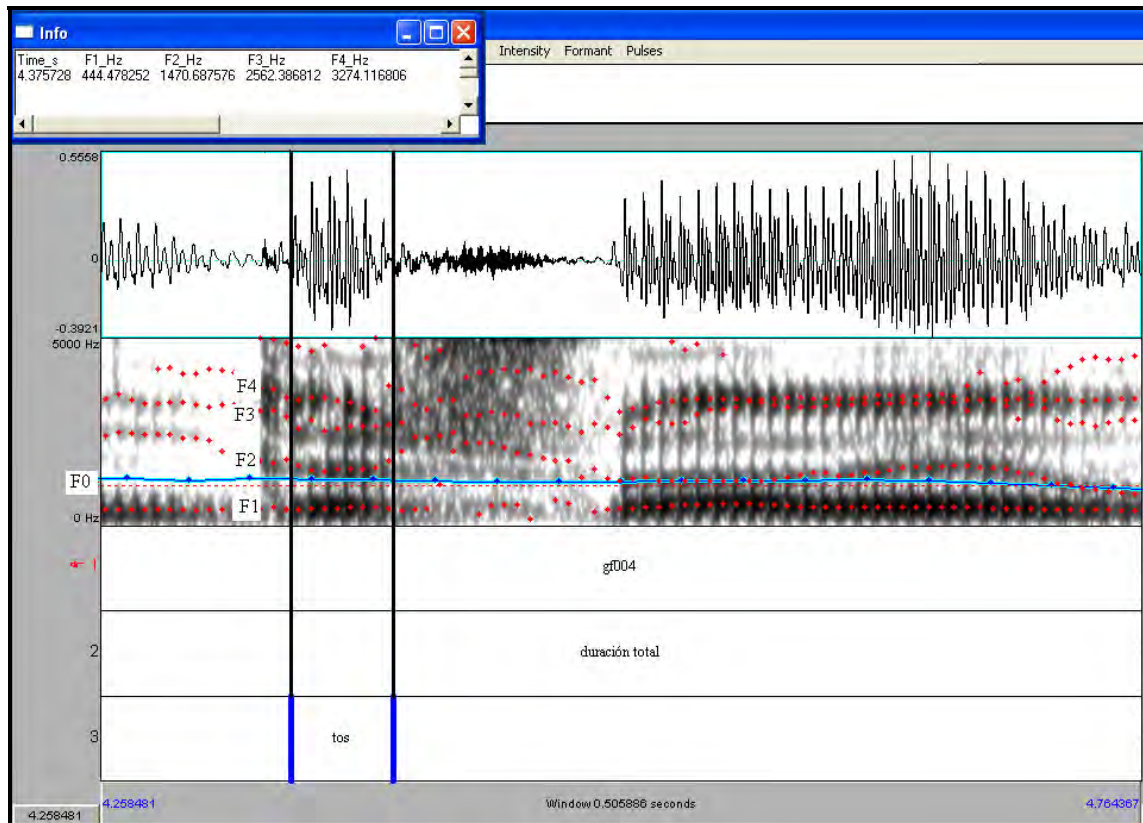 Info
Time_s F1_Hz F2_Hz F3_Hz F4_Hz
4.375728 444.478252 1470.687576 2562.386812 3274.116806
Intensity Formant Pulses
0.5558
0
-0.3921
5000 Hz
F4
F3
F2
F0
F1
0 Hz
1
gf004
2
duración total
3
tos
4.258481
4.258481
Window 0.505886 seconds
4.764367